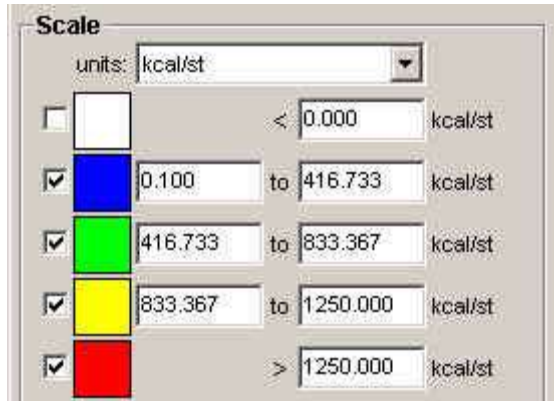 Scale
units: kcal/st
< 0.000 kcal/st
0.100 to 416.733 kcal/st
416.733 to 833.367 kcal/st
833.367 to 1250.000 kcal/st
> 1250.000 kcal/st